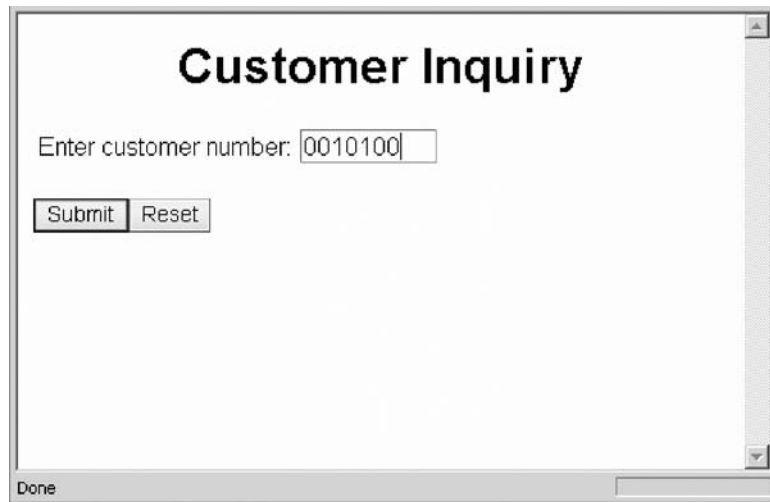 Customer Inquiry
Enter customer number: 0010100
Submit Reset
Done